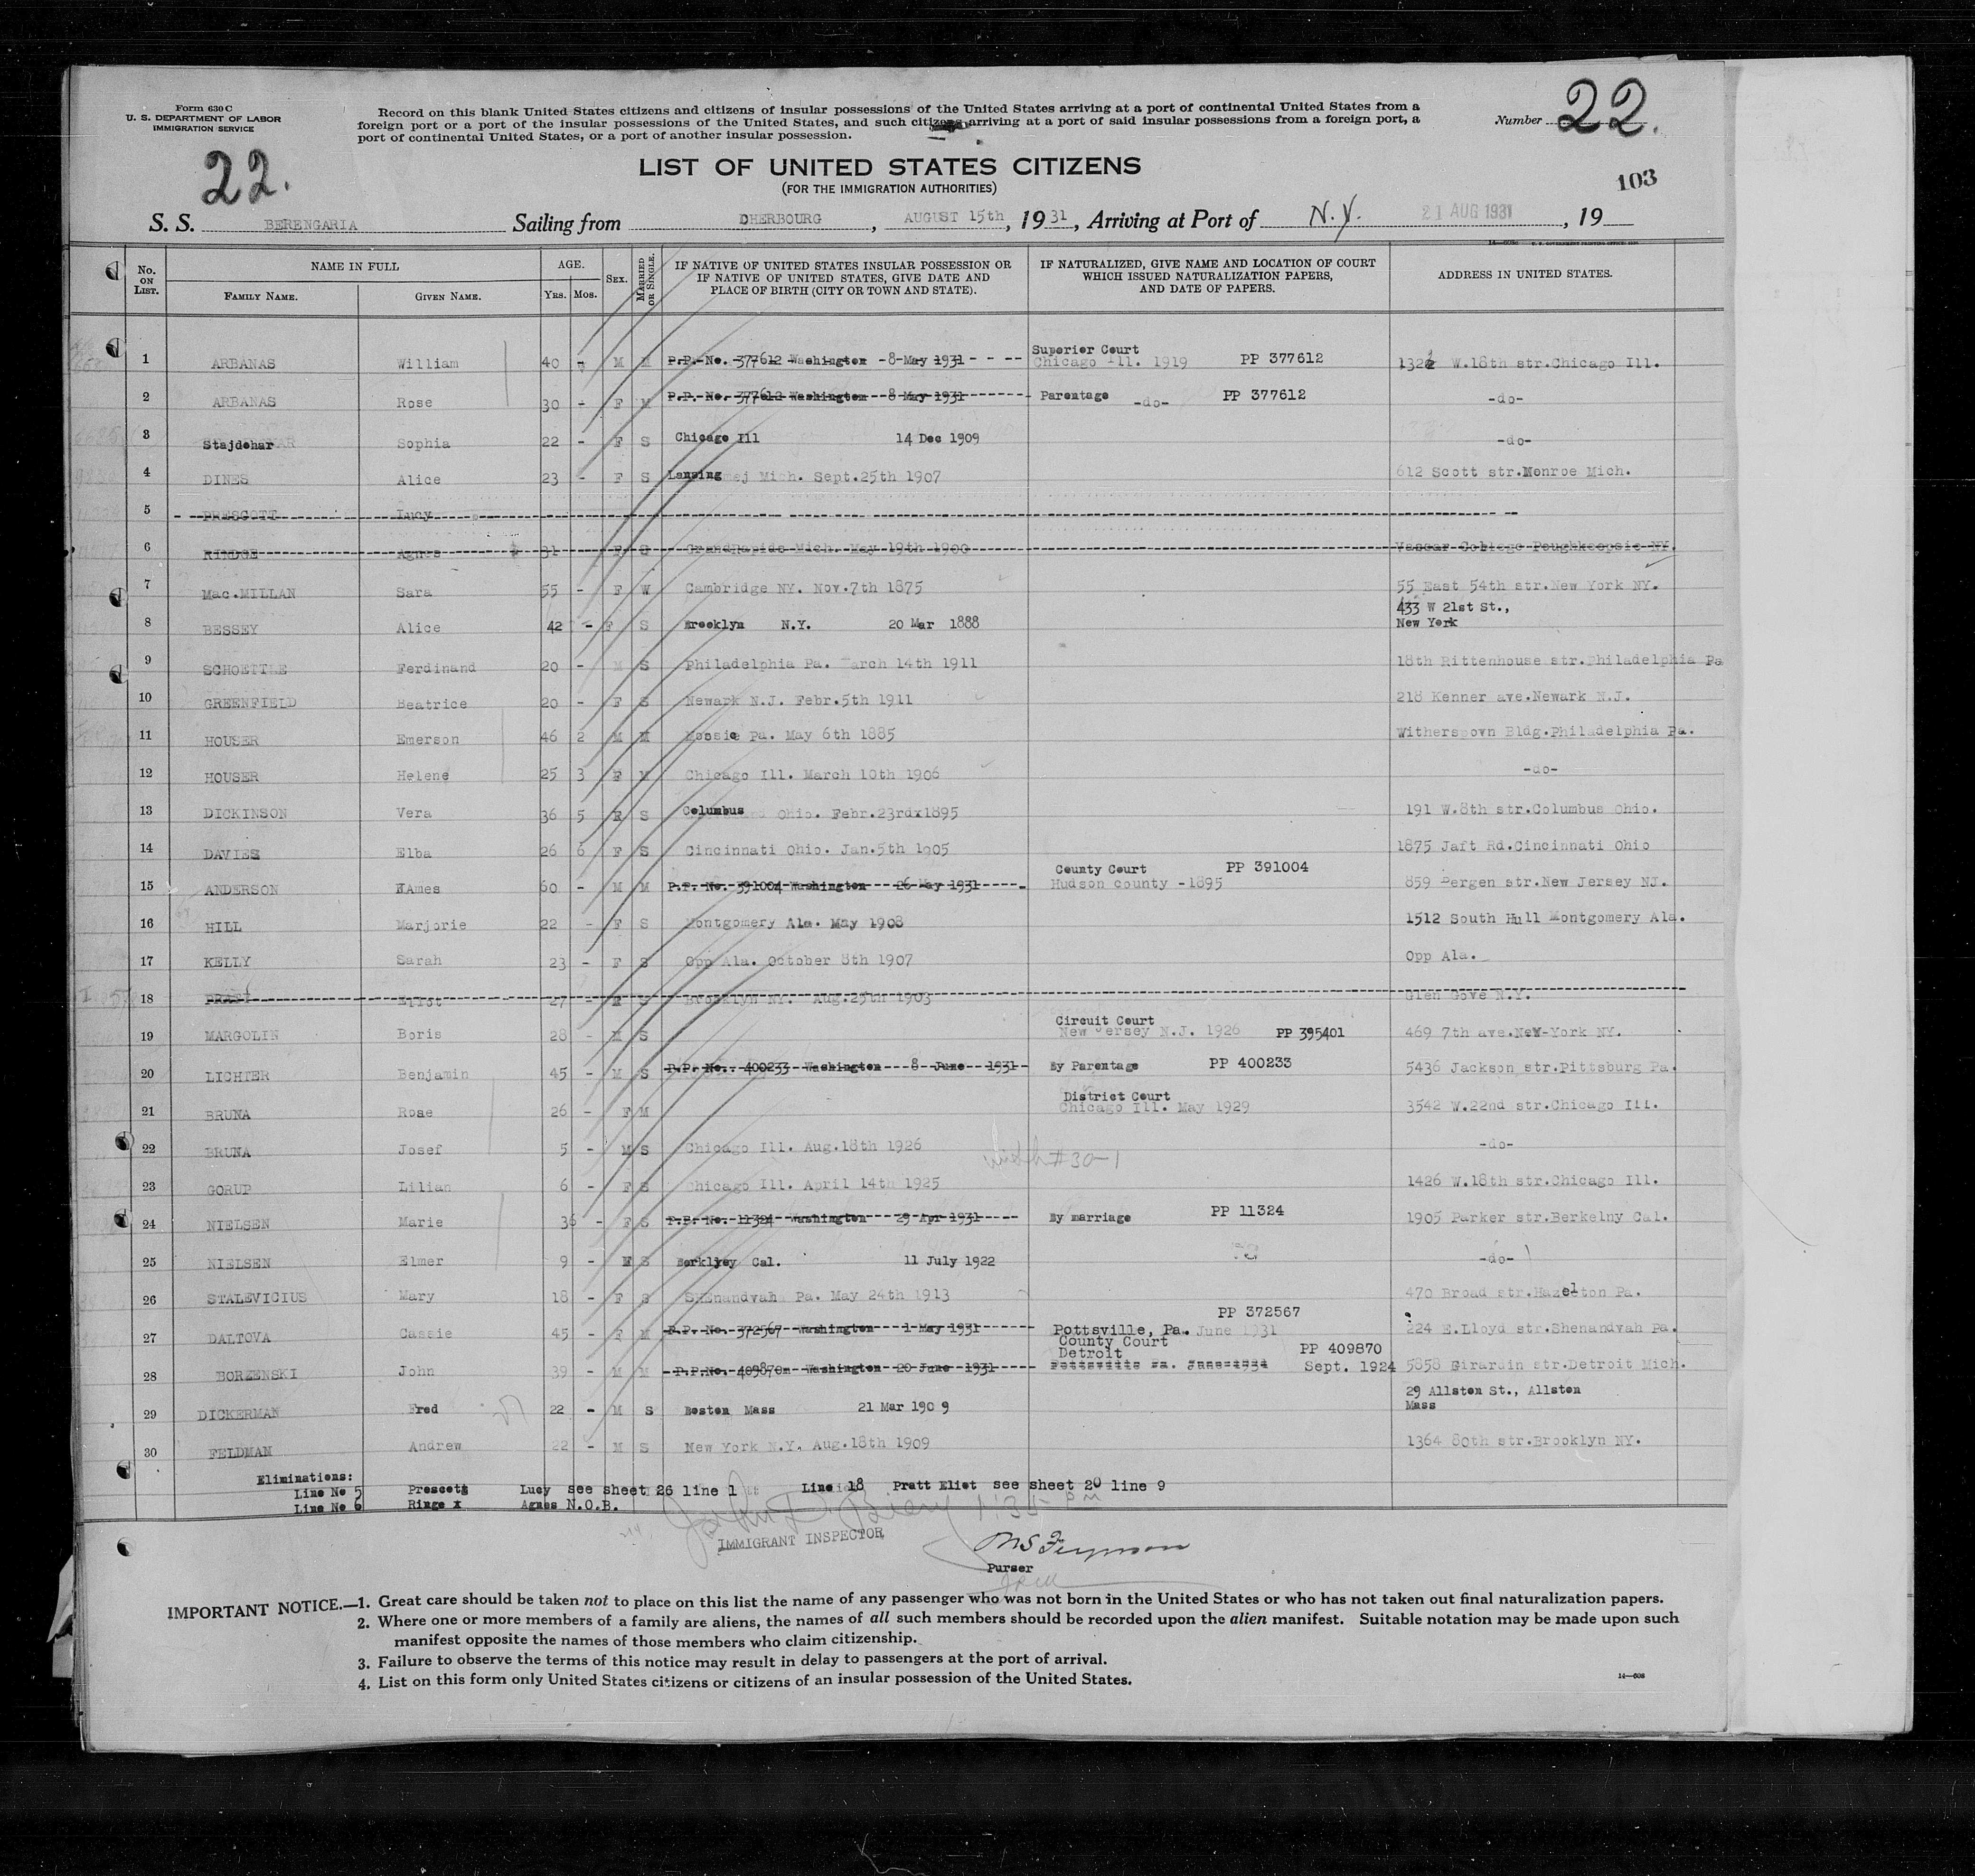 Form 630 C
U. S. DEPARTMENT OF LABOR
IMMIGRATION SERVICE
Record on this blank United States citizens and citizens of insular possessions of the United States arriving at a port of continental United States from a
foreign port or a port of the insular possessions of the United States, and such citizens arriving at a port of said insular possessions from a foreign port, a
port of continental United States, or a port of another insular possession.
Number 22.
22.
LIST OF UNITED STATES CITIZENS
(FOR THE IMMIGRATION AUTHORITIES)
103
S. S. BERENGARIA Sailing from DHERBOURG, AUGUST 15th, 1931, Arriving at Port of N.Y. 21 AUG 1931, 19
No. ON LIST. NAME IN FULL AGE. SEX. MARRIED OR SINGLE. IF NATIVE OF UNITED STATES INSULAR POSSESSION OR IF NATIVE OF UNITED STATES, GIVE DATE AND PLACE OF BIRTH (CITY OR TOWN AND STATE). IF NATURALIZED, GIVE NAME AND LOCATION OF COURT WHICH ISSUED NATURALIZATION PAPERS, AND DATE OF PAPERS. ADDRESS IN UNITED STATES.
FAMILY NAME. GIVEN NAME. YRS. MOS.
1 ARBANAS William 40 - M M P.P.-No. 377612 Washington -8-May 1931 Superior Court Chicago Ill. 1919 PP 377612 132 W.18th str.Chicago Ill.
2 ARBANAS Rose 30 - F M P.P. No. 377612 Washington 8 May 1931 Parentage -do- PP 377612 -do-
3 Stajdohar Sophia 22 - F S Chicago Ill 14 Dec 1909 -do-
4 DINES Alice 23 - F S Lansing Mich. Sept.25th 1907 612 Scott str.Monroe Mich.
5 PRESCOTT Lucy
6 RINDGE Agnes 31 F S GrandRapids Mich. May 19th 1900 Vassar College Poughkeepsie NY.
7 Mac.MILLAN Sara 55 - F W Cambridge NY. Nov.7th 1875 55 East 54th str.New York NY.
8 BESSEY Alice 42 - F S Brooklyn N.Y. 20 Mar 1888 433 W 21st St., New York
9 SCHOETTLE Ferdinand 20 - M S Philadelphia Pa. March 14th 1911 18th Rittenhouse str.Philadelphia Pa
10 GREENFIELD Beatrice 20 - F S Newark N.J. Febr.5th 1911 218 Kenner ave.Newark N.J.
11 HOUSER Emerson 46 2 M M Moosic Pa. May 6th 1885 Witherspovn Bldg.Philadelphia Pa.
12 HOUSER Helene 25 3 F M Chicago Ill. March 10th 1906 -do-
13 DICKINSON Vera 36 5 F S Columbus Ohio. Febr.23rdx1895 191 W.8th str.Columbus Ohio.
14 DAVIES Elba 26 6 F S Cincinnati Ohio. Jan.5th 1905 1875 Jaft Rd.Cincinnati Ohio
15 ANDERSON JAmes 60 - M M P.P. No. 391004 Washington 26 May 1931 County Court Hudson county -1895 PP 391004 859 Bergen str.New Jersey NJ.
16 HILL Marjorie 22 - F S Montgomery Ala. May 1908 1512 South Hull Montgomery Ala.
17 KELLY Sarah 23 - F S Opp Ala. October 8th 1907 Opp Ala.
18 PRATT Eliot 27 - M S Brooklyn NY. Aug.25th 1903 Glen Cove N.Y.
19 MARGOLIN Boris 28 - M S Circuit Court New Jersey N.J. 1926 PP 395401 469 7th ave.New-York NY.
20 LICHTER Benjamin 45 - M S P.P. No. 400233 Washington 8 June 1931 By Parentage PP 400233 5436 Jackson str.Pittsburg Pa.
21 BRUNA Rose 26 - F M District Court Chicago Ill. May 1929 3542 W.22nd str.Chicago Ill.
22 BRUNA Josef 5 - M S Chicago Ill. Aug.18th 1926 -do-
#30-1
23 GORUP Lilian 6 - F S Chicago Ill. April 14th 1925 1426 W.18th str.Chicago Ill.
24 NIELSEN Marie 36 - F S P.P. No. 11324 Washington 29 Apr 1931 By marriage PP 11324 1905 Parker str.Berkelny Cal.
25 NIELSEN Elmer 9 - M S Berklyey Cal. 11 July 1922 -do-
26 STALEVICIUS Mary 18 - F S SHEnandvah Pa. May 24th 1913 470 Broad str.Hazelton Pa.
27 DALTOVA Cassie 45 - F M P.P. No. 372567 Washington 1 May 1931 PP 372567 Pottsville, Pa. June 1931 224 E.Lloyd str.Shenandvah Pa.
28 BORZENSKI John 39 - M M P.P.No. 409870 Washington 20 June 1931 County Court Detroit Pottsville Pa. June 1931 PP 409870 Sept. 1924 5858 Girardin str.Detroit Mich.
29 DICKERMAN Fred 22 - M S Boston Mass 21 Mar 190 9 29 Allston St., Allston Mass
30 FELDMAN Andrew 22 - M S New York N.Y. Aug.18th 1909 1364 80th str.Brooklyn NY.
Eliminations:
Line No 5 Prescott Lucy see sheet 26 line 1 Line 18 Pratt Eliot see sheet 20 line 9
Line No 6 Ringe x Agnes N.O.B.
IMMIGRANT INSPECTOR
Purser
IMPORTANT NOTICE.—1. Great care should be taken not to place on this list the name of any passenger who was not born in the United States or who has not taken out final naturalization papers.
2. Where one or more members of a family are aliens, the names of all such members should be recorded upon the alien manifest. Suitable notation may be made upon such
manifest opposite the names of those members who claim citizenship.
3. Failure to observe the terms of this notice may result in delay to passengers at the port of arrival.
4. List on this form only United States citizens or citizens of an insular possession of the United States.
14—608